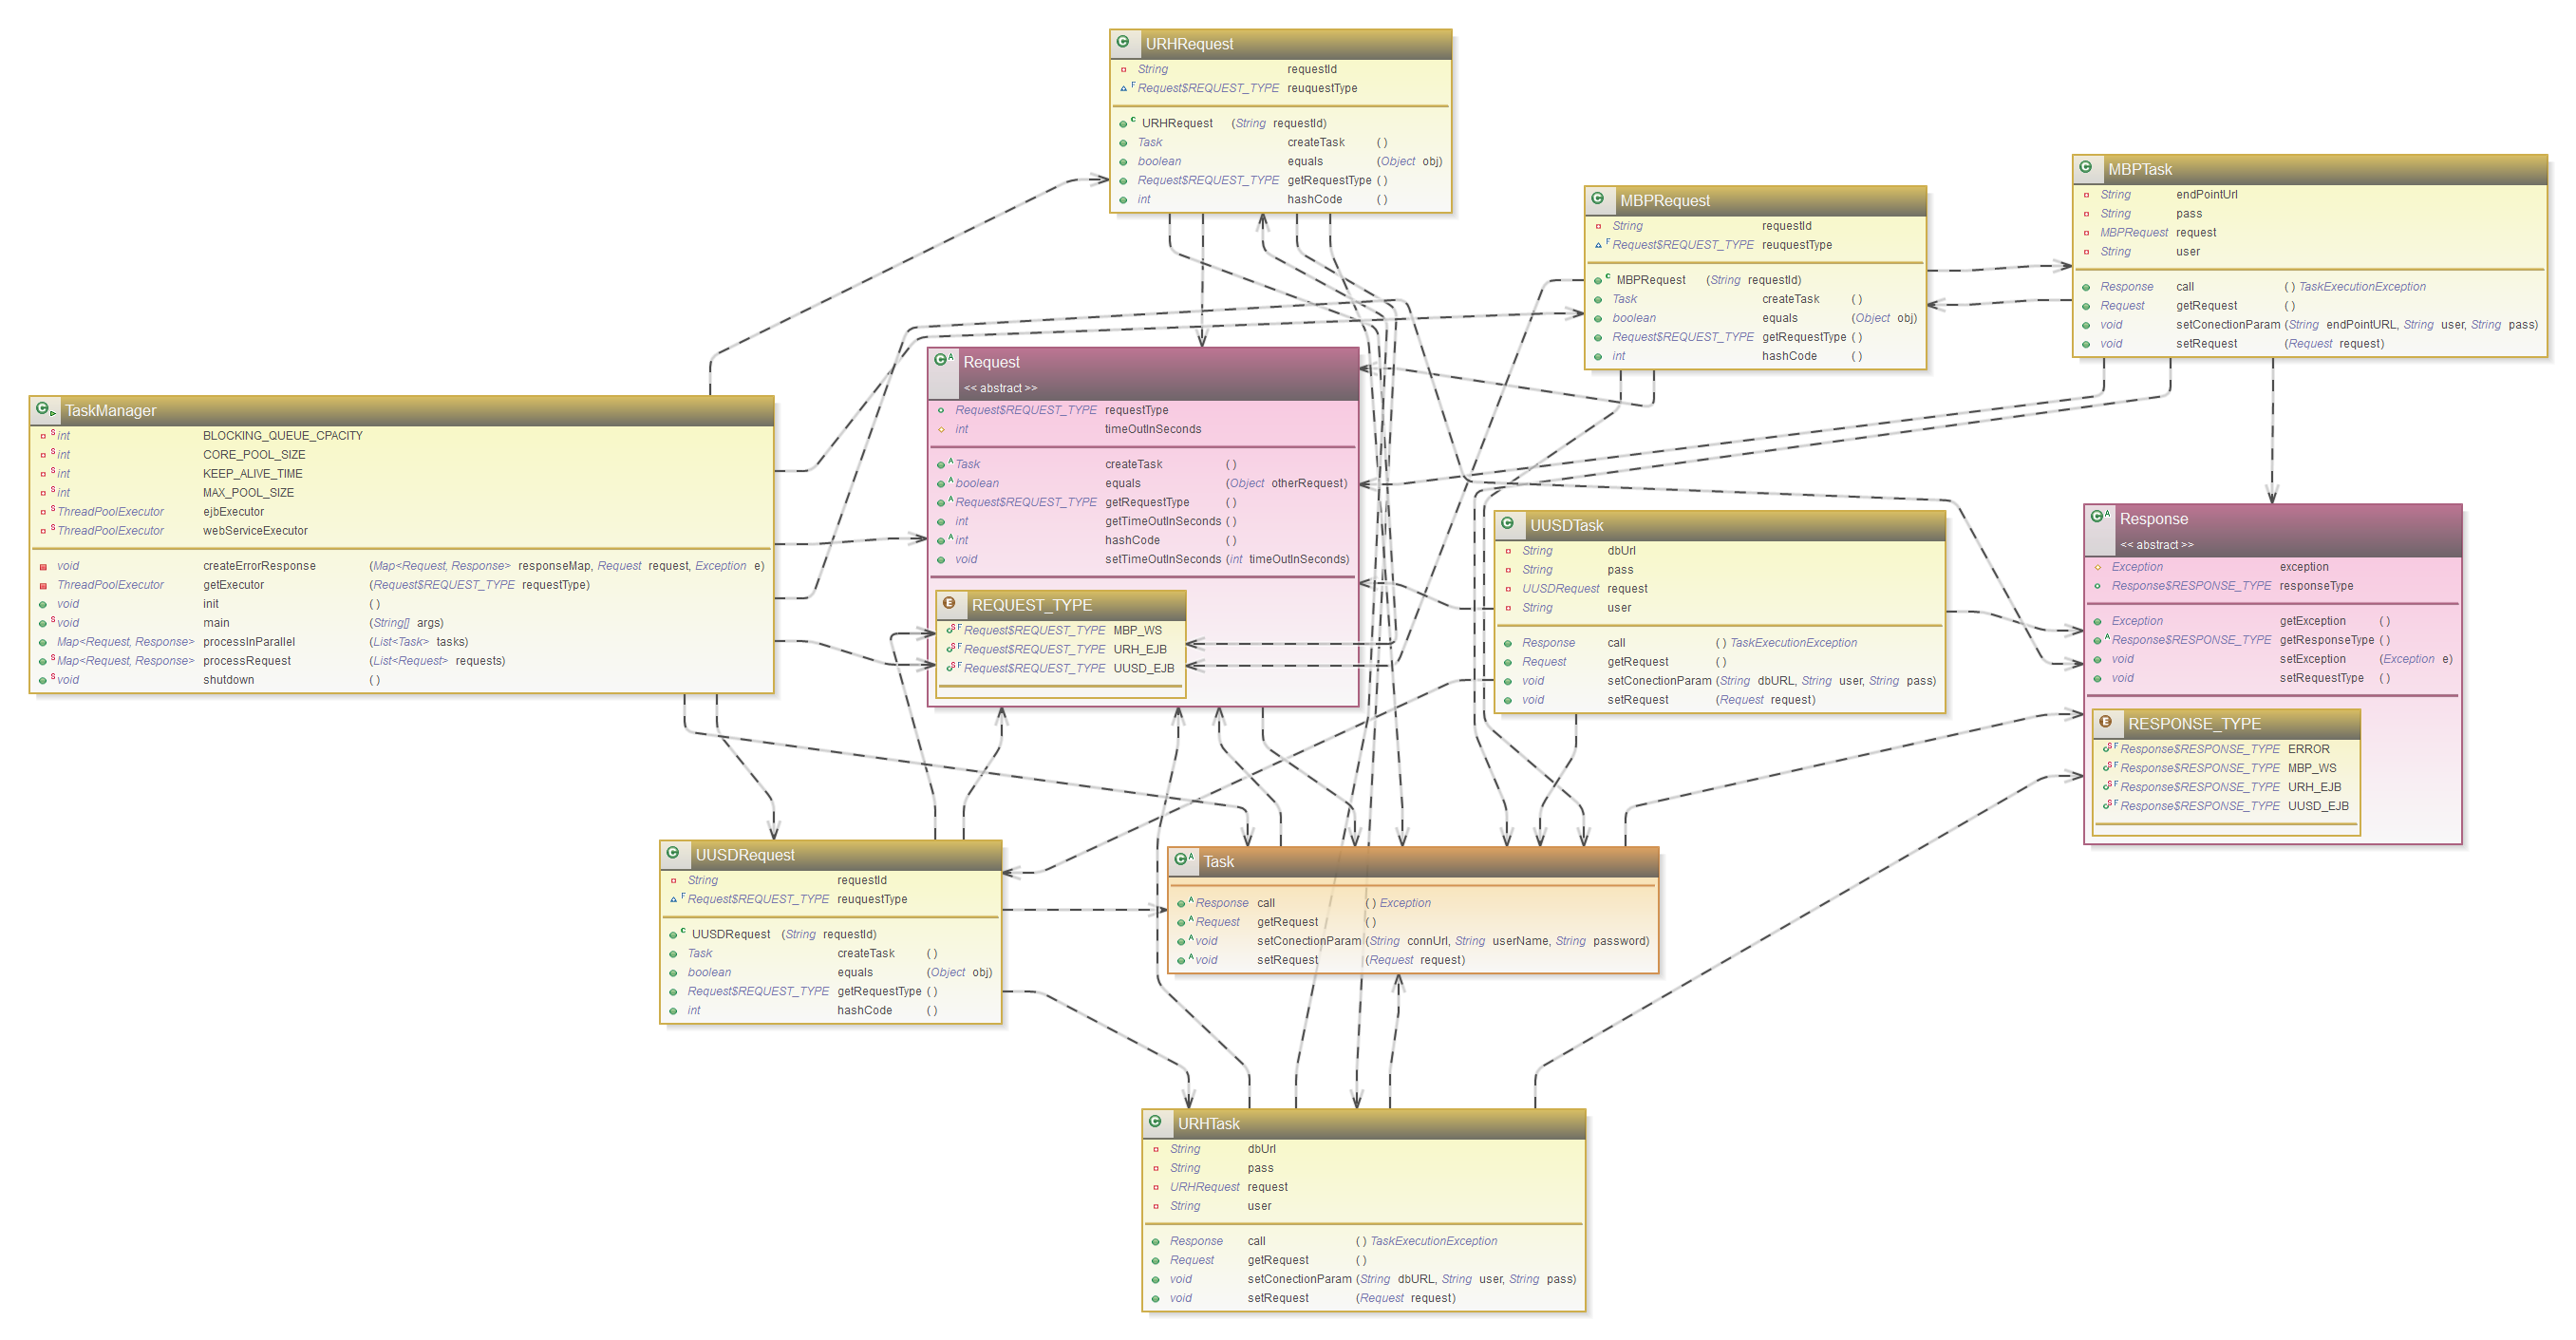 URHRequest
String requestId
Request$REQUEST_TYPE reuquestType
URHRequest (String requestId)
Task createTask ( )
boolean equals (Object obj)
Request$REQUEST_TYPE getRequestType ( )
int hashCode ( )
MBPRequest
String requestId
Request$REQUEST_TYPE reuquestType
MBPRequest (String requestId)
Task createTask ( )
boolean equals (Object obj)
Request$REQUEST_TYPE getRequestType ( )
int hashCode ( )
MBPTask
String endPointUrl
String pass
MBPRequest request
String user
Response call ( ) TaskExecutionException
Request getRequest ( )
void setConectionParam (String endPointURL, String user, String pass)
void setRequest (Request request)
TaskManager
int BLOCKING_QUEUE_CPACITY
int CORE_POOL_SIZE
int KEEP_ALIVE_TIME
int MAX_POOL_SIZE
ThreadPoolExecutor ejbExecutor
ThreadPoolExecutor webServiceExecutor
void createErrorResponse (Map<Request, Response> responseMap, Request request, Exception e)
ThreadPoolExecutor getExecutor (Request$REQUEST_TYPE requestType)
void init ( )
void main (String[] args)
Map<Request, Response> processInParallel (List<Task> tasks)
Map<Request, Response> processRequest (List<Request> requests)
void shutdown ( )
Request
<< abstract >>
Request$REQUEST_TYPE requestType
int timeOutInSeconds
Task createTask ( )
boolean equals (Object otherRequest)
Request$REQUEST_TYPE getRequestType ( )
int getTimeOutInSeconds ( )
int hashCode ( )
void setTimeOutInSeconds (int timeOutInSeconds)
REQUEST_TYPE
Request$REQUEST_TYPE MBP_WS
Request$REQUEST_TYPE URH_EJB
Request$REQUEST_TYPE UUSD_EJB
UUSDTask
String dbUrl
String pass
UUSDRequest request
String user
Response call ( ) TaskExecutionException
Request getRequest ( )
void setConectionParam (String dbURL, String user, String pass)
void setRequest (Request request)
Response
<< abstract >>
Exception exception
Response$RESPONSE_TYPE responseType
Exception getException ( )
Response$RESPONSE_TYPE getResponseType ( )
void setException (Exception e)
void setRequestType ( )
RESPONSE_TYPE
Response$RESPONSE_TYPE ERROR
Response$RESPONSE_TYPE MBP_WS
Response$RESPONSE_TYPE URH_EJB
Response$RESPONSE_TYPE UUSD_EJB
UUSDRequest
String requestId
Request$REQUEST_TYPE reuquestType
UUSDRequest (String requestId)
Task createTask ( )
boolean equals (Object obj)
Request$REQUEST_TYPE getRequestType ( )
int hashCode ( )
Task
Response call ( ) Exception
Request getRequest ( )
void setConectionParam (String connUrl, String userName, String password)
void setRequest (Request request)
URHTask
String dbUrl
String pass
URHRequest request
String user
Response call ( ) TaskExecutionException
Request getRequest ( )
void setConectionParam (String dbURL, String user, String pass)
void setRequest (Request request)